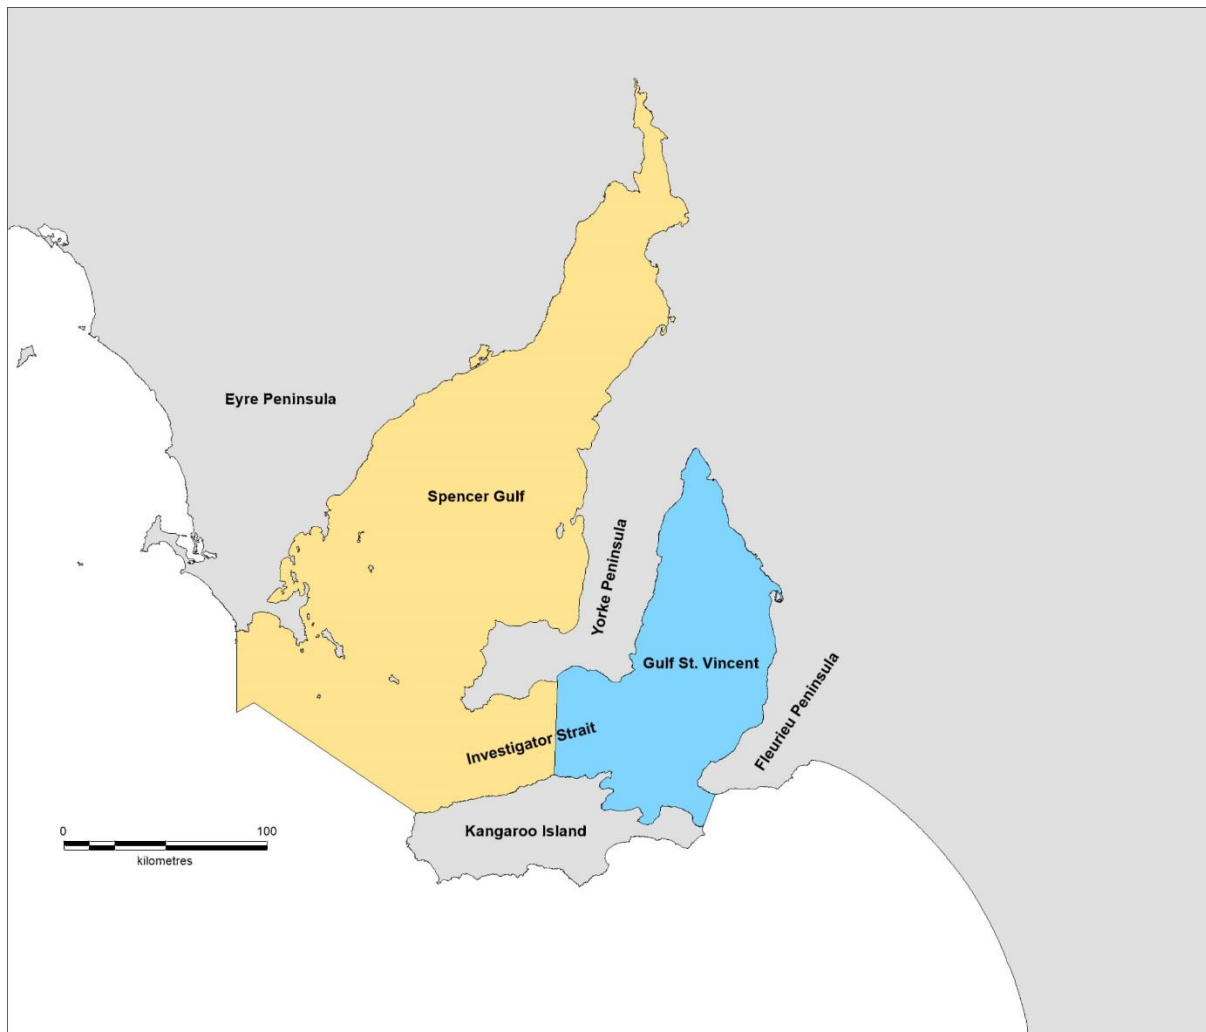 Eyre Peninsula
Spencer Gulf
Yorke Peninsula
Gulf St. Vincent
Fleurieu Peninsula
Investigator Strait
Kangaroo Island
0 100
kilometres